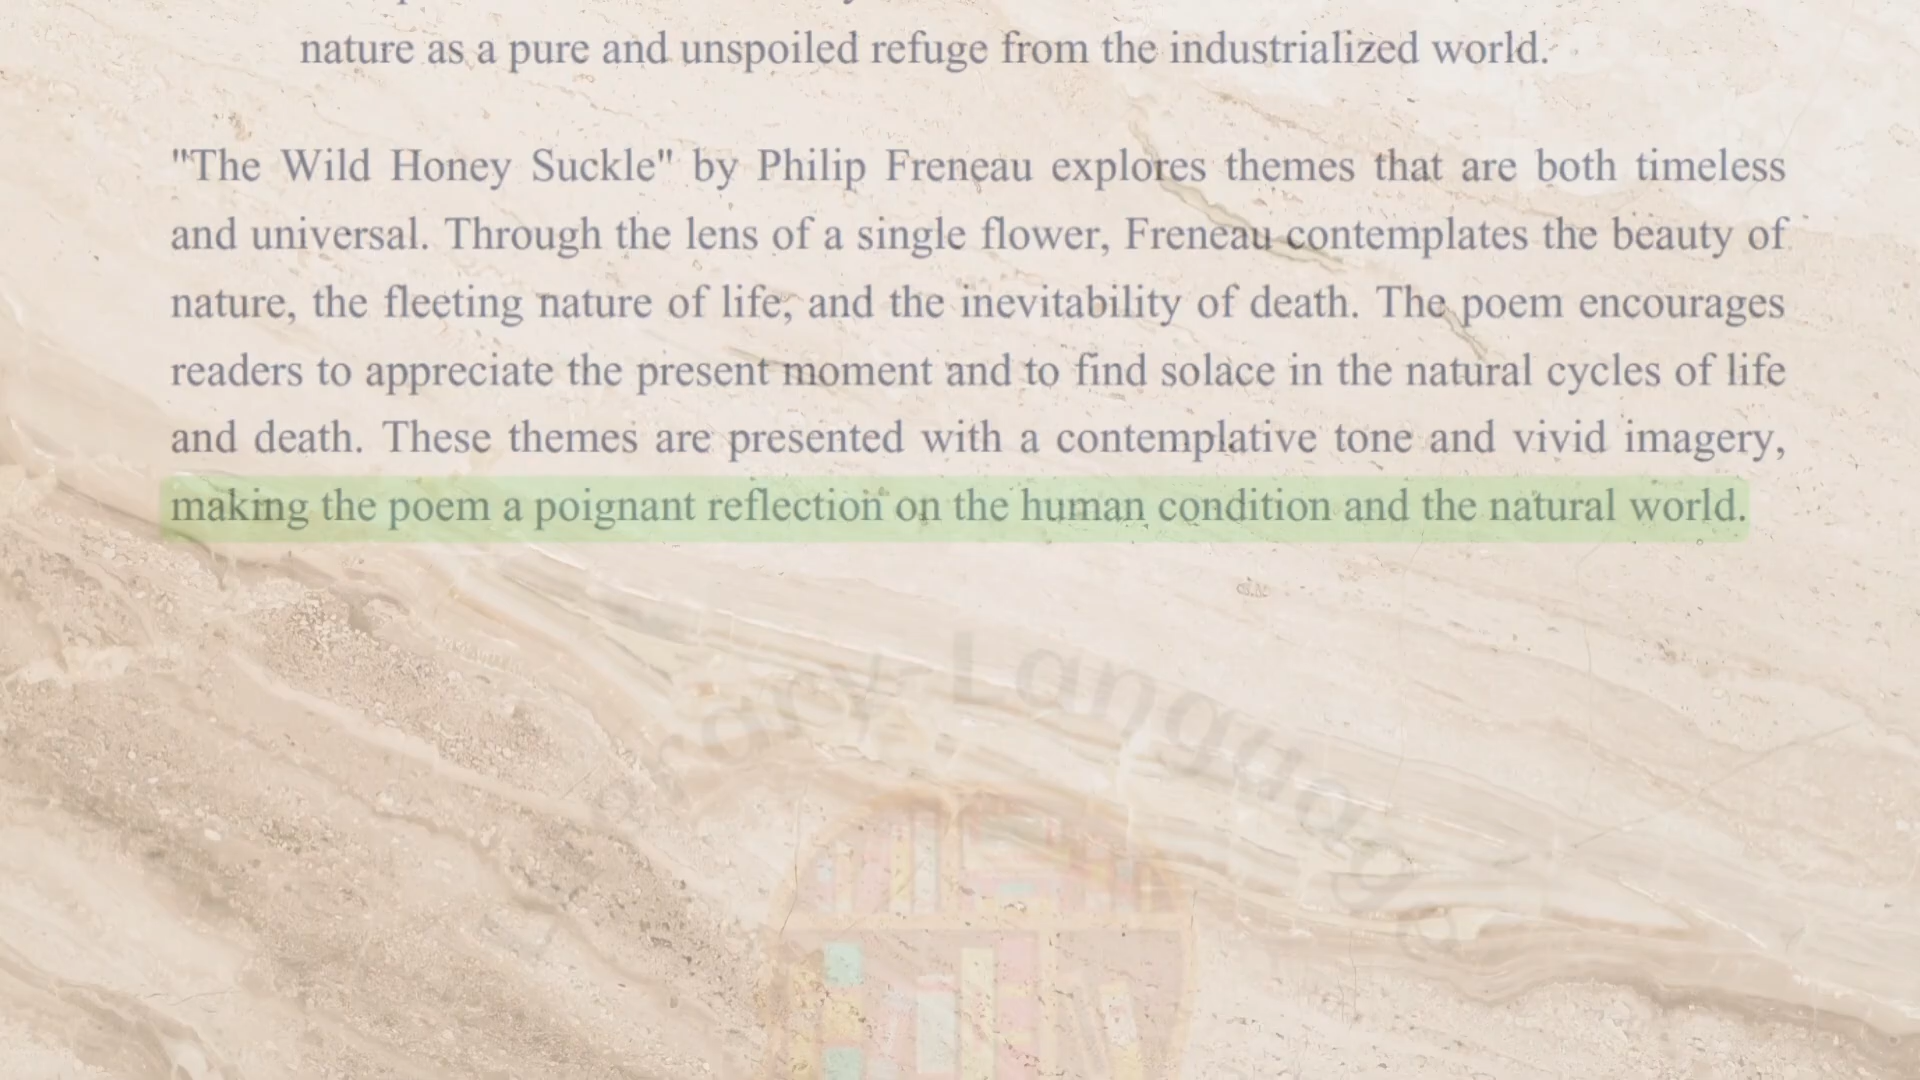 nature as a pure and unspoiled refuge from the industrialized world.
"The Wild Honey Suckle" by Philip Freneau explores themes that are both timeless
and universal. Through the lens of a single flower, Freneau contemplates the beauty of
nature, the fleeting nature of life, and the inevitability of death. The poem encourages
readers to appreciate the present moment and to find solace in the natural cycles of life
and death. These themes are presented with a contemplative tone and vivid imagery,
making the poem a poignant reflection on the human condition and the natural world.
Language